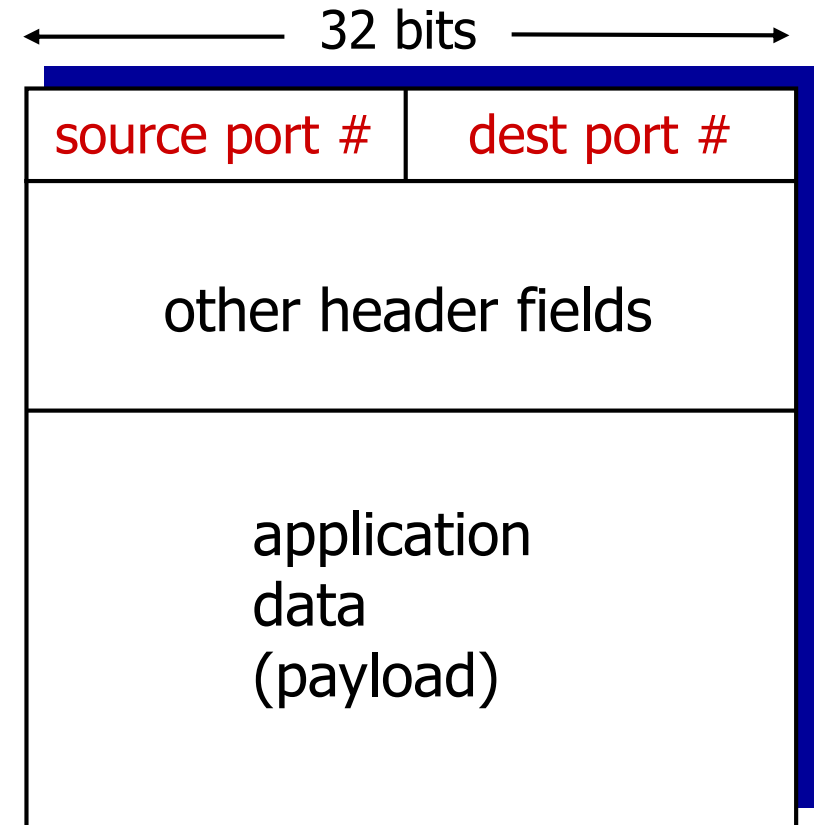 32 bits
source port # dest port #
other header fields
application
data
(payload)